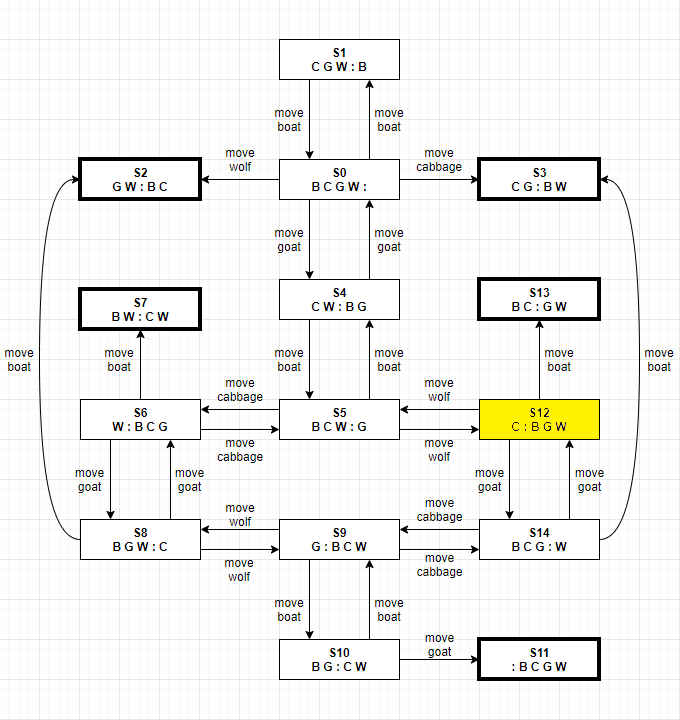 S1
C G W : B
move
boat
move
boat
move
wolf
move
cabbage
S2
G W : B C
S0
B C G W :
S3
C G : B W
move
goat
move
goat
S7
B W : C W
S4
C W : B G
S13
B C : G W
move
boat
move
boat
move
boat
move
boat
move
boat
move
boat
move
cabbage
move
wolf
S6
W : B C G
S5
B C W : G
S12
C : B G W
move
cabbage
move
wolf
move
goat
move
goat
move
goat
move
goat
move
wolf
move
cabbage
S8
B G W : C
S9
G : B C W
S14
B C G : W
move
wolf
move
cabbage
move
boat
move
boat
S10
B G : C W
move
goat
S11
: B C G W